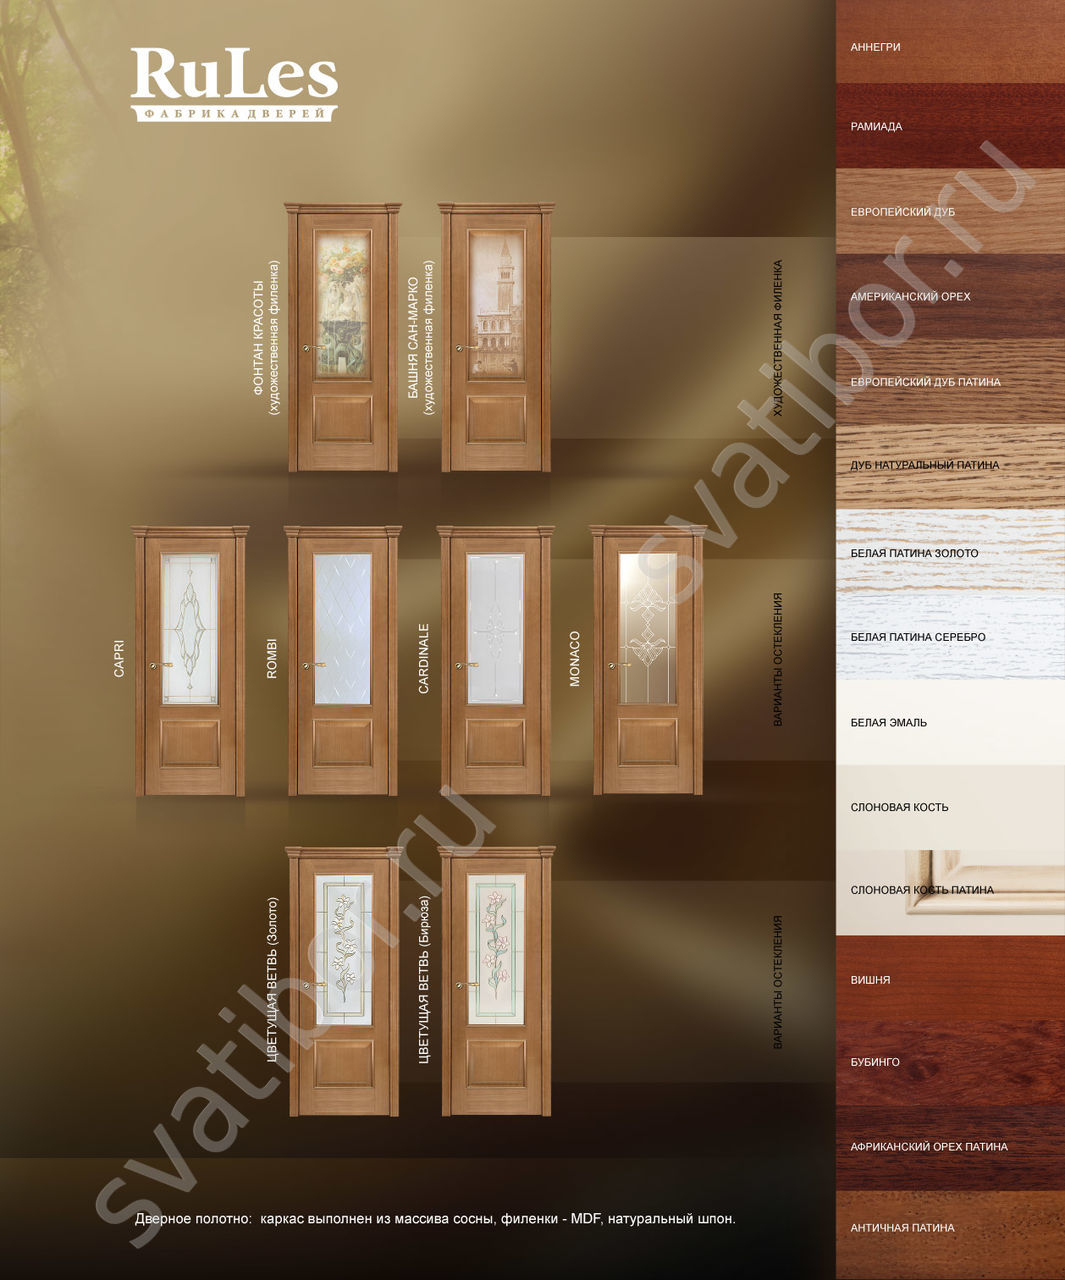 RuLes
ФАБРИКА ДВЕРЕЙ
ФОНТАН КРАСОТЫ
(художественная филенка)
БАШНЯ САН-МАРКО
(художественная филенка)
ХУДОЖЕСТВЕННАЯ ФИЛЕНКА
CAPRI
ROMBI
CARDINALE
MONACO
ВАРИАНТЫ ОСТЕКЛЕНИЯ
ЦВЕТУЩАЯ ВЕТВЬ (Золото)
ЦВЕТУЩАЯ ВЕТВЬ (Бирюза)
ВАРИАНТЫ ОСТЕКЛЕНИЯ
Дверное полотно: каркас выполнен из массива сосны, филенки - MDF, натуральный шпон.
АННЕГРИ
РАМИАДА
ЕВРОПЕЙСКИЙ ДУБ
АМЕРИКАНСКИЙ ОРЕХ
ЕВРОПЕЙСКИЙ ДУБ ПАТИНА
ДУБ НАТУРАЛЬНЫЙ ПАТИНА
БЕЛАЯ ПАТИНА ЗОЛОТО
БЕЛАЯ ПАТИНА СЕРЕБРО
БЕЛАЯ ЭМАЛЬ
СЛОНОВАЯ КОСТЬ
СЛОНОВАЯ КОСТЬ ПАТИНА
ВИШНЯ
БУБИНГО
АФРИКАНСКИЙ ОРЕХ ПАТИНА
АНТИЧНАЯ ПАТИНА
svatibor.ru
svatibor.ru